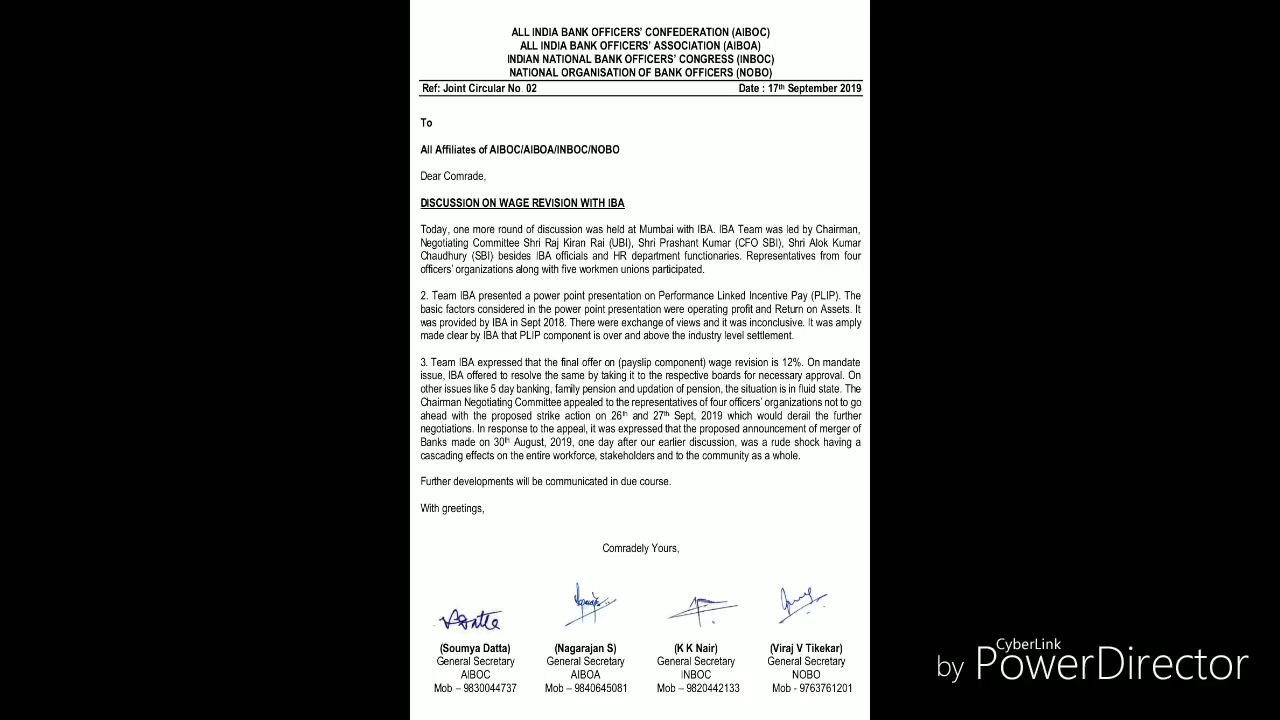 ALL INDIA BANK OFFICERS' CONFEDERATION (AIBOC)
ALL INDIA BANK OFFICERS' ASSOCIATION (AIBOA)
INDIAN NATIONAL BANK OFFICERS' CONGRESS (INBOC)
NATIONAL ORGANISATION OF BANK OFFICERS (NOBO)
Ref: Joint Circular No. 02 Date : 17th September 2019
To
All Affiliates of AIBOC/AIBOA/INBOC/NOBO
Dear Comrade,
DISCUSSION ON WAGE REVISION WITH IBA
Today, one more round of discussion was held at Mumbai with IBA. IBA Team was led by Chairman,
Negotiating Committee Shri Raj Kiran Rai (UBI), Shri Prashant Kumar (CFO SBI), Shri Alok Kumar
Chaudhury (SBI) besides IBA officials and HR department functionaries. Representatives from four
officers' organizations along with five workmen unions participated.
2. Team IBA presented a power point presentation on Performance Linked Incentive Pay (PLIP). The
basic factors considered in the power point presentation were operating profit and Return on Assets. It
was provided by IBA in Sept 2018. There were exchange of views and it was inconclusive. It was amply
made clear by IBA that PLIP component is over and above the industry level settlement.
3. Team IBA expressed that the final offer on (payslip component) wage revision is 12%. On mandate
issue, IBA offered to resolve the same by taking it to the respective boards for necessary approval. On
other issues like 5 day banking, family pension and updation of pension, the situation is in fluid state. The
Chairman Negotiating Committee appealed to the representatives of four officers' organizations not to go
ahead with the proposed strike action on 26th and 27th Sept, 2019 which would derail the further
negotiations. In response to the appeal, it was expressed that the proposed announcement of merger of
Banks made on 30th August, 2019, one day after our earlier discussion, was a rude shock having a
cascading effects on the entire workforce, stakeholders and to the community as a whole.
Further developments will be communicated in due course.
With greetings,
Comradely Yours,
(Soumya Datta) (Nagarajan S) (K K Nair) (Viraj V Tikekar)
General Secretary General Secretary General Secretary General Secretary
AIBOC AIBOA INBOC NOBO
Mob – 9830044737 Mob – 9840645081 Mob – 9820442133 Mob - 9763761201
by CyberLink
PowerDirector